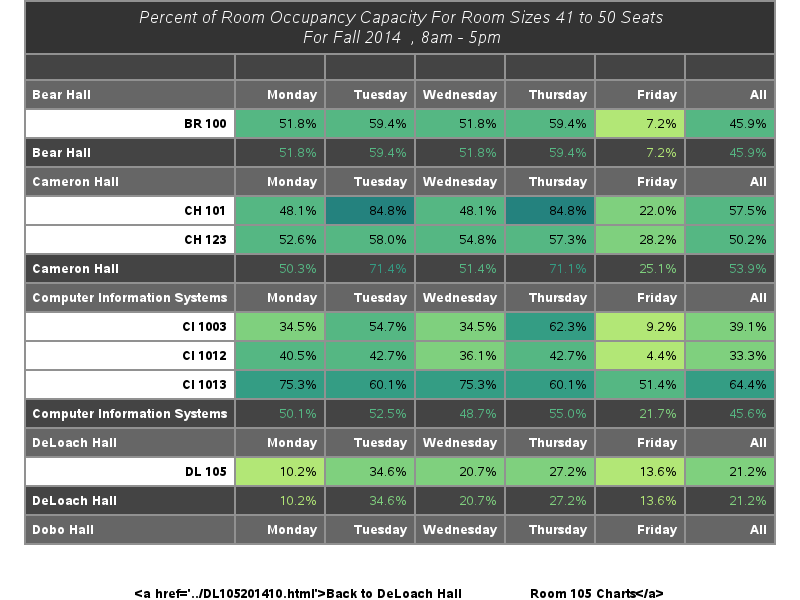 Percent of Room Occupancy Capacity For Room Sizes 41 to 50 Seats
For Fall 2014 , 8am - 5pm
Bear Hall Monday Tuesday Wednesday Thursday Friday All
BR 100 51.8% 59.4% 51.8% 59.4% 7.2% 45.9%
Bear Hall 51.8% 59.4% 51.8% 59.4% 7.2% 45.9%
Cameron Hall Monday Tuesday Wednesday Thursday Friday All
CH 101 48.1% 84.8% 48.1% 84.8% 22.0% 57.5%
CH 123 52.6% 58.0% 54.8% 57.3% 28.2% 50.2%
Cameron Hall 50.3% 71.4% 51.4% 71.1% 25.1% 53.9%
Computer Information Systems Monday Tuesday Wednesday Thursday Friday All
CI 1003 34.5% 54.7% 34.5% 62.3% 9.2% 39.1%
CI 1012 40.5% 42.7% 36.1% 42.7% 4.4% 33.3%
CI 1013 75.3% 60.1% 75.3% 60.1% 51.4% 64.4%
Computer Information Systems 50.1% 52.5% 48.7% 55.0% 21.7% 45.6%
DeLoach Hall Monday Tuesday Wednesday Thursday Friday All
DL 105 10.2% 34.6% 20.7% 27.2% 13.6% 21.2%
DeLoach Hall 10.2% 34.6% 20.7% 27.2% 13.6% 21.2%
Dobo Hall Monday Tuesday Wednesday Thursday Friday All
<a href='../DL105201410.html'>Back to DeLoach Hall Room 105 Charts</a>